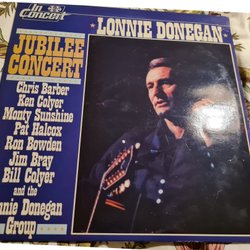 In
Concert
LONNIE DONEGAN
JUBILEE
CONCERT
Chris Barber
Ken Colyer
Monty Sunshine
Pat Halcox
Ron Bowden
Jim Bray
Bill Colyer
and the
nnie Donegan
Group